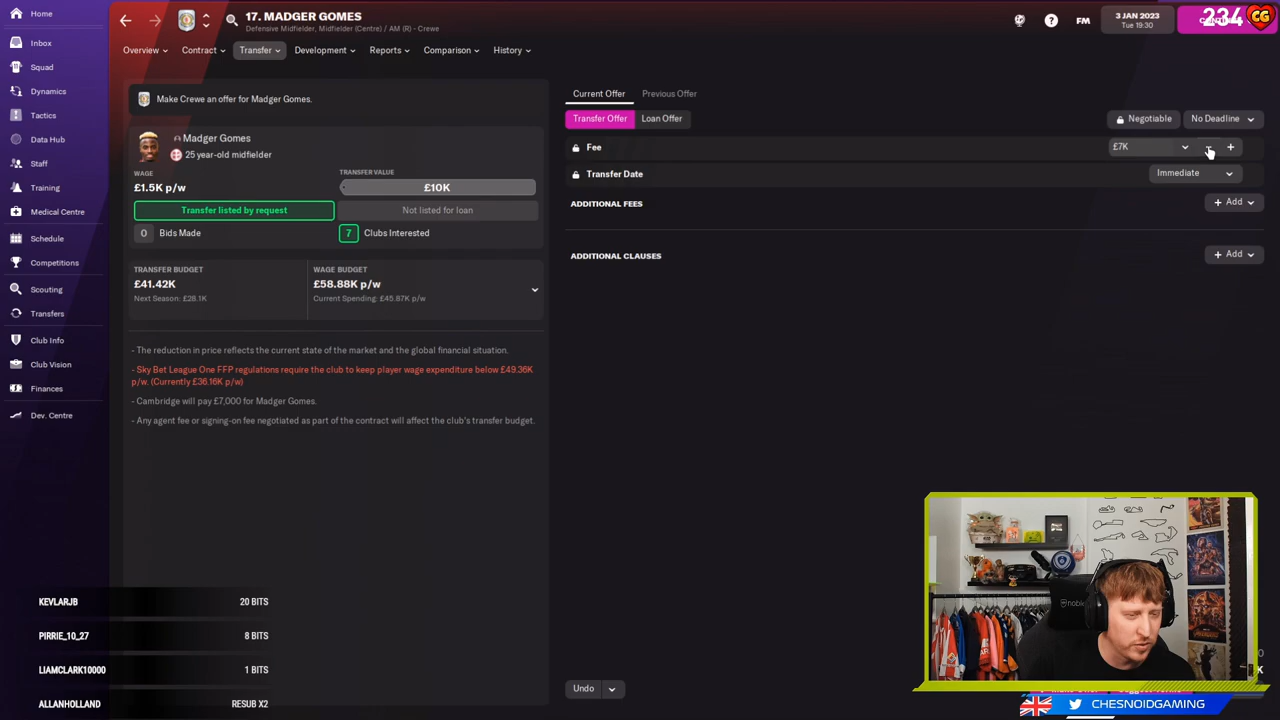 Home
17. MADGER GOMES
Defensive Midfielder, Midfielder (Centre) / AM (R) - Crewe
FM
3 JAN 2023
Tue 19:30
234
CG
Inbox
Squad
Dynamics
Tactics
Data Hub
Staff
Training
Medical Centre
Schedule
Competitions
Scouting
Transfers
Club Info
Club Vision
Finances
Dev. Centre
Overview
Contract
Transfer
Development
Reports
Comparison
History
Make Crewe an offer for Madger Gomes.
Madger Gomes
25 year-old midfielder
WAGE
£1.5K p/w
TRANSFER VALUE
£10K
Transfer listed by request
Not listed for loan
0 Bids Made
7 Clubs Interested
TRANSFER BUDGET
£41.42K
Next Season: £28.1K
WAGE BUDGET
£58.88K p/w
Current Spending: £45.87K p/w
- The reduction in price reflects the current state of the market and the global financial situation.
- Sky Bet League One FFP regulations require the club to keep player wage expenditure below £49.36K
p/w. (Currently £36.16K p/w)
- Cambridge will pay £7,000 for Madger Gomes.
- Any agent fee or signing-on fee negotiated as part of the contract will affect the club's transfer budget.
Current Offer
Previous Offer
Transfer Offer
Loan Offer
Negotiable
No Deadline
Fee
£7K
Transfer Date
Immediate
ADDITIONAL FEES
+ Add
ADDITIONAL CLAUSES
+ Add
Undo
KEVLARJB 20 BITS
PIRRIE_10_27 8 BITS
LIAMCLARK10000 1 BITS
ALLANHOLLAND RESUB X2
noble
CHESNOIDGAMING